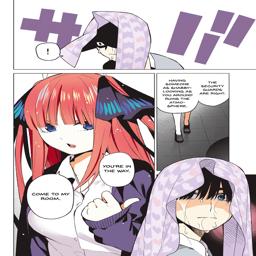 ザッ!!
!
THE
SECURITY
GUARDS
ARE RIGHT.
HAVING
SOMEONE
AS SHABBY-
LOOKING AS
YOU AROUND
RUINS THE
ATMO-
SPHERE.
YOU'RE IN
THE WAY.
COME TO MY
ROOM.